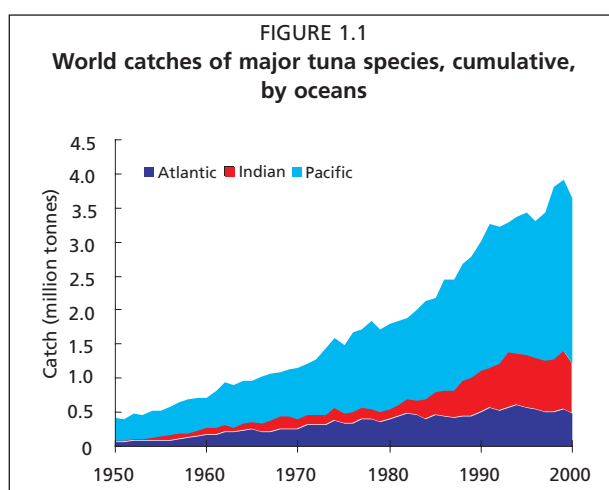 FIGURE 1.1
World catches of major tuna species, cumulative,
by oceans
Catch (million tonnes)
4.5
4.0
3.5
3.0
2.5
2.0
1.5
1.0
0.5
0
Atlantic Indian Pacific
1950 1960 1970 1980 1990 2000